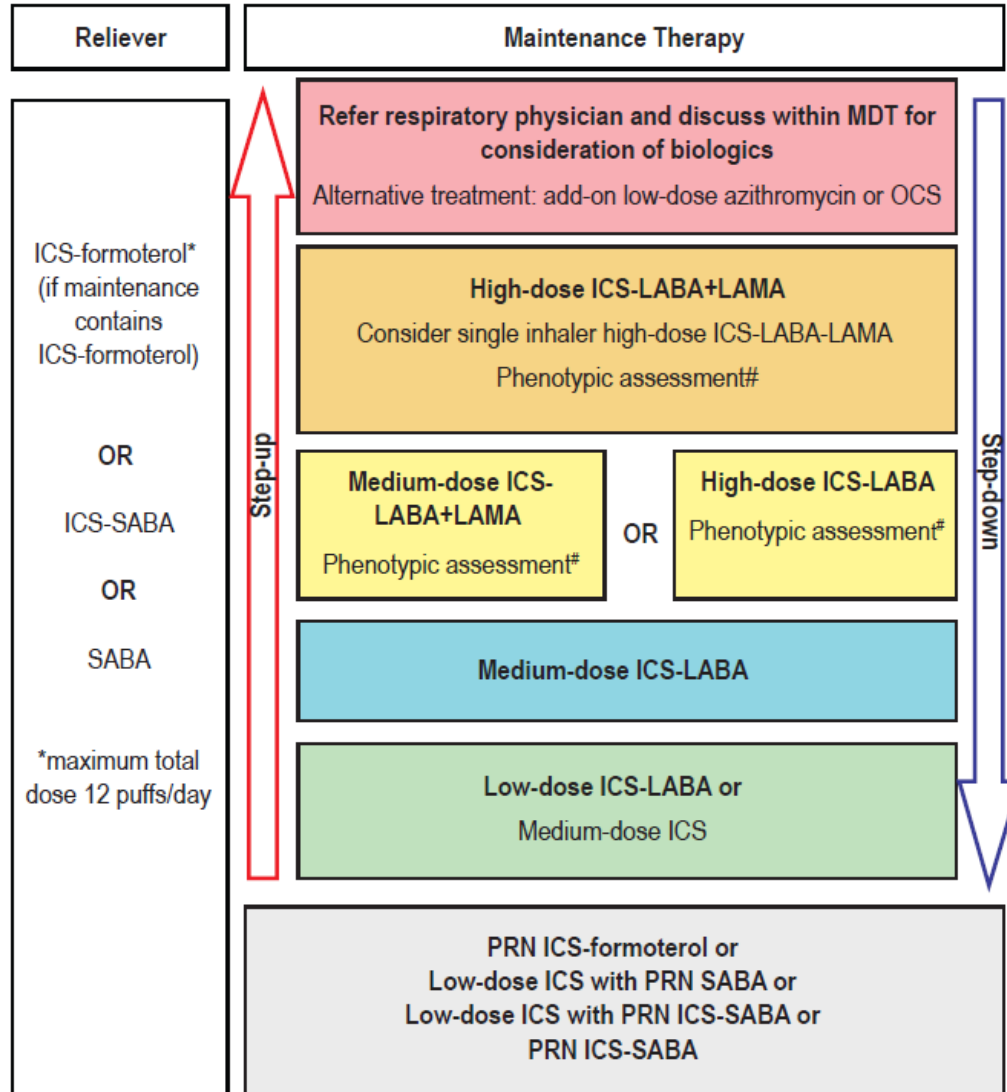 Reliever
Maintenance Therapy
ICS-formoterol*
(if maintenance
contains
ICS-formoterol)
OR
ICS-SABA
OR
SABA
*maximum total
dose 12 puffs/day
Step-up
Refer respiratory physician and discuss within MDT for
consideration of biologics
Alternative treatment: add-on low-dose azithromycin or OCS
High-dose ICS-LABA+LAMA
Consider single inhaler high-dose ICS-LABA-LAMA
Phenotypic assessment#
Medium-dose ICS-
LABA+LAMA
Phenotypic assessment#
OR
High-dose ICS-LABA
Phenotypic assessment#
Medium-dose ICS-LABA
Low-dose ICS-LABA or
Medium-dose ICS
Step-down
PRN ICS-formoterol or
Low-dose ICS with PRN SABA or
Low-dose ICS with PRN ICS-SABA or
PRN ICS-SABA